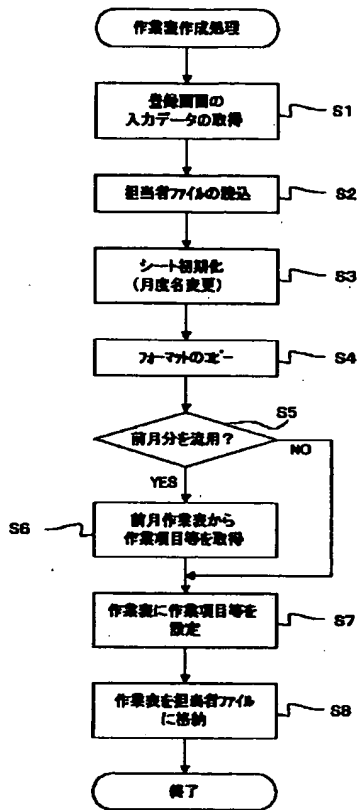 作業表作成処理
登録画面の
入力データの取得
S1
担当者ファイルの読込
S2
シート初期化
(月度名変更)
S3
フォーマットのコピー
S4
S5
前月分を流用？
NO
YES
S6
前月作業表から
作業項目等を取得
作業表に作業項目等を
設定
S7
作業表を担当者ファイル
に格納
S8
終了